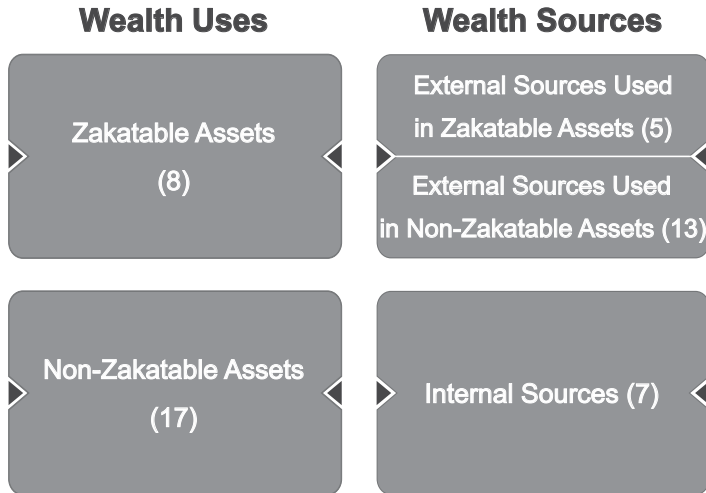 Wealth Uses
Wealth Sources
Zakatable Assets
(8)
External Sources Used
in Zakatable Assets (5)
External Sources Used
in Non-Zakatable Assets (13)
Non-Zakatable Assets
(17)
Internal Sources (7)